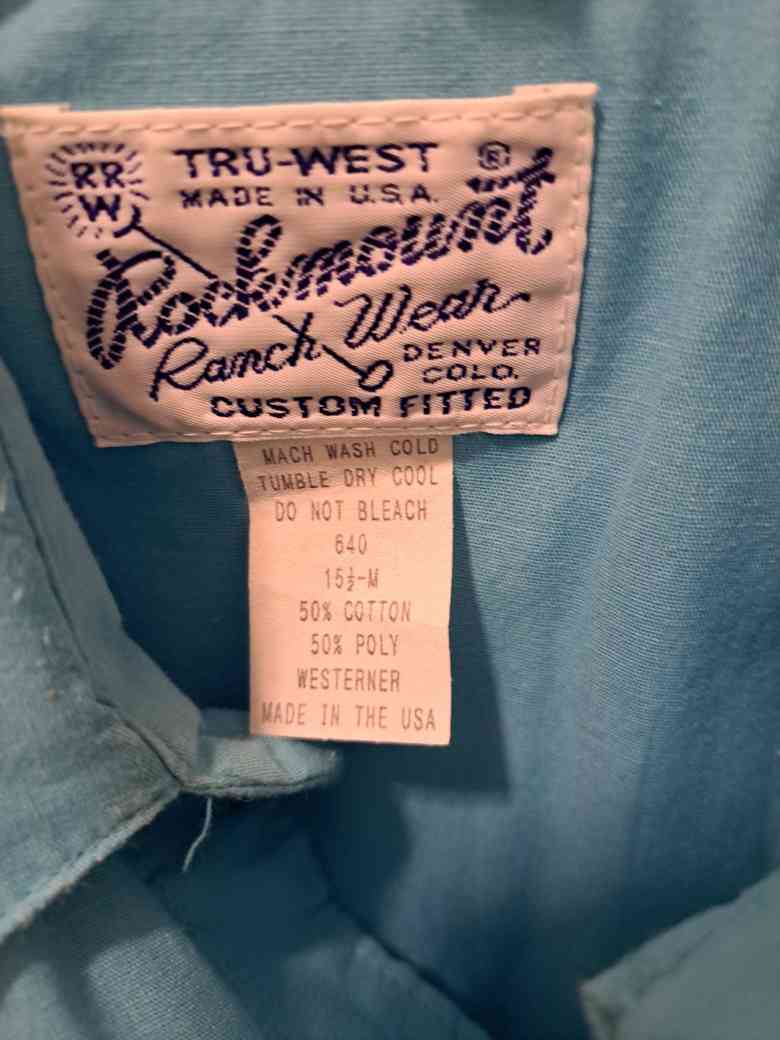 RR
W
TRU-WEST ®
MADE IN U.S.A.
Rockmount
Ranch Wear
DENVER
COLO.
CUSTOM FITTED
MACH WASH COLD
TUMBLE DRY COOL
DO NOT BLEACH
640
15½-M
50% COTTON
50% POLY
WESTERNER
MADE IN THE USA